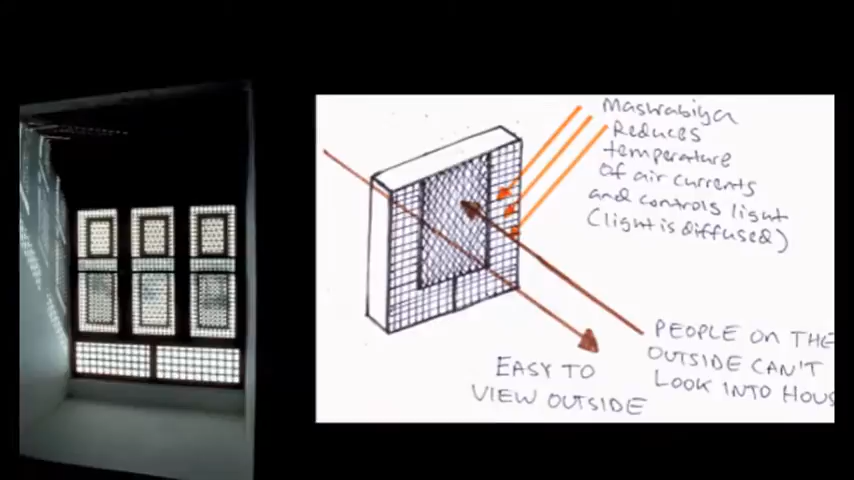 Mashrabiya
Reduces
temperature
Of air currents
and controls light
(light is diffused)
PEOPLE ON THE
OUTSIDE CAN'T
LOOK INTO HOUS
EASY TO
VIEW OUTSIDE